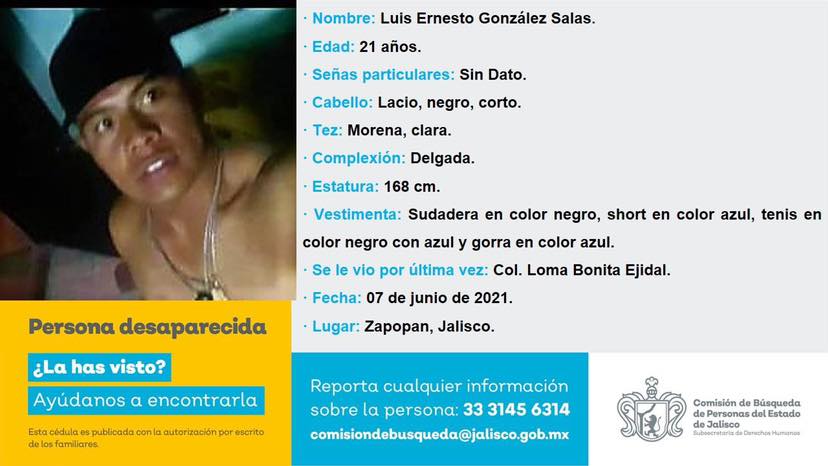 · Nombre: Luis Ernesto González Salas.
· Edad: 21 años.
· Señas particulares: Sin Dato.
· Cabello: Lacio, negro, corto.
· Tez: Morena, clara.
· Complexión: Delgada.
· Estatura: 168 cm.
· Vestimenta: Sudadera en color negro, short en color azul, tenis en
color negro con azul y gorra en color azul.
· Se le vio por última vez: Col. Loma Bonita Ejidal.
· Fecha: 07 de junio de 2021.
· Lugar: Zapopan, Jalisco.
Persona desaparecida
¿La has visto?
Ayúdanos a encontrarla
Esta cédula es publicada con la autorización por escrito
de los familiares.
Reporta cualquier información
sobre la persona: 33 3145 6314
comisiondebusqueda@jalisco.gob.mx
Comisión de Búsqueda
de Personas del Estado
de Jalisco
Subsecretaría de Derechos Humanos